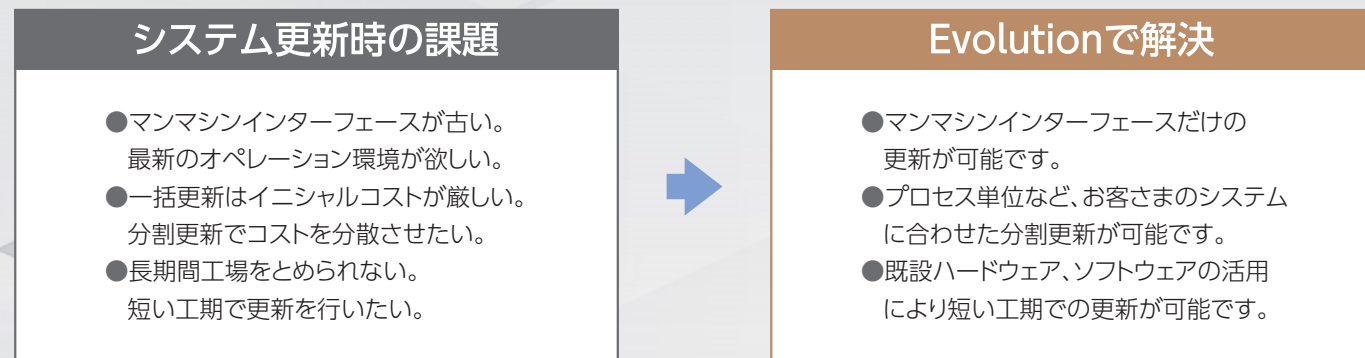 システム更新時の課題
●マンマシンインターフェースが古い。
最新のオペレーション環境が欲しい。
●一括更新はイニシャルコストが厳しい。
分割更新でコストを分散させたい。
●長期間工場をとめられない。
短い工期で更新を行いたい。
Evolutionで解決
●マンマシンインターフェースだけの
更新が可能です。
●プロセス単位など、お客さまのシステム
に合わせた分割更新が可能です。
●既設ハードウェア、ソフトウェアの活用
により短い工期での更新が可能です。